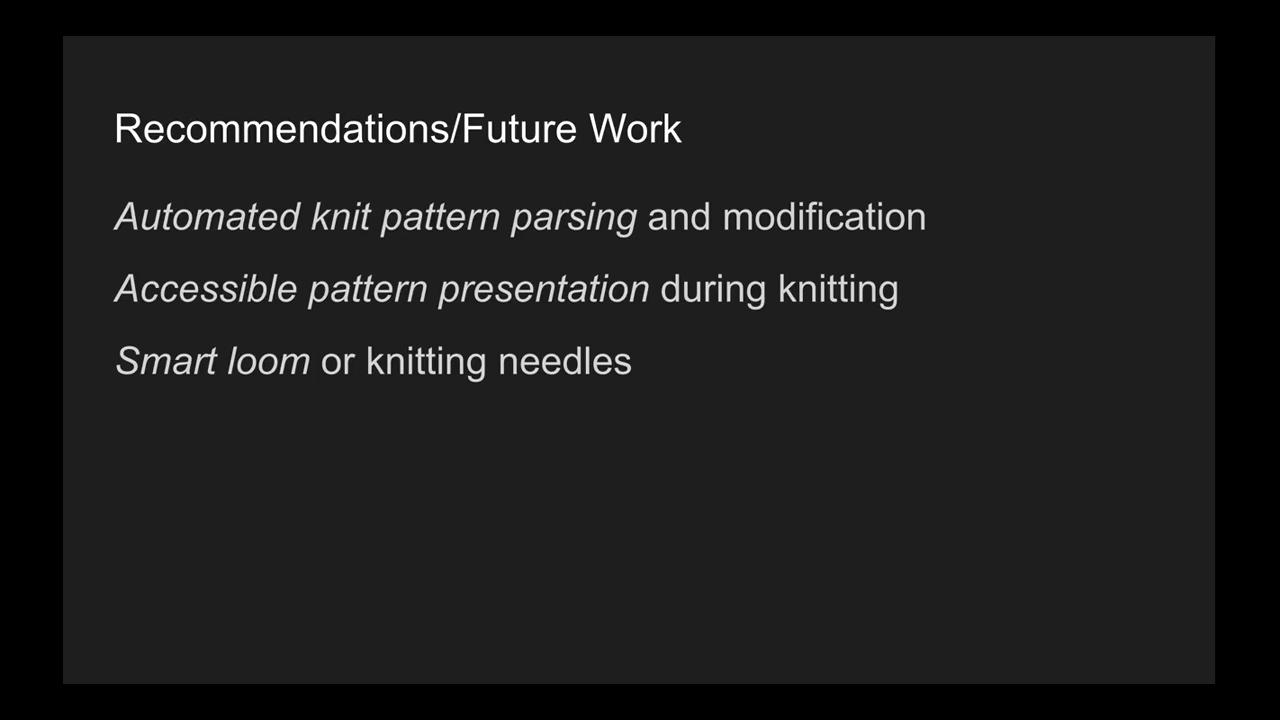 Recommendations/Future Work
Automated knit pattern parsing and modification
Accessible pattern presentation during knitting
Smart loom or knitting needles